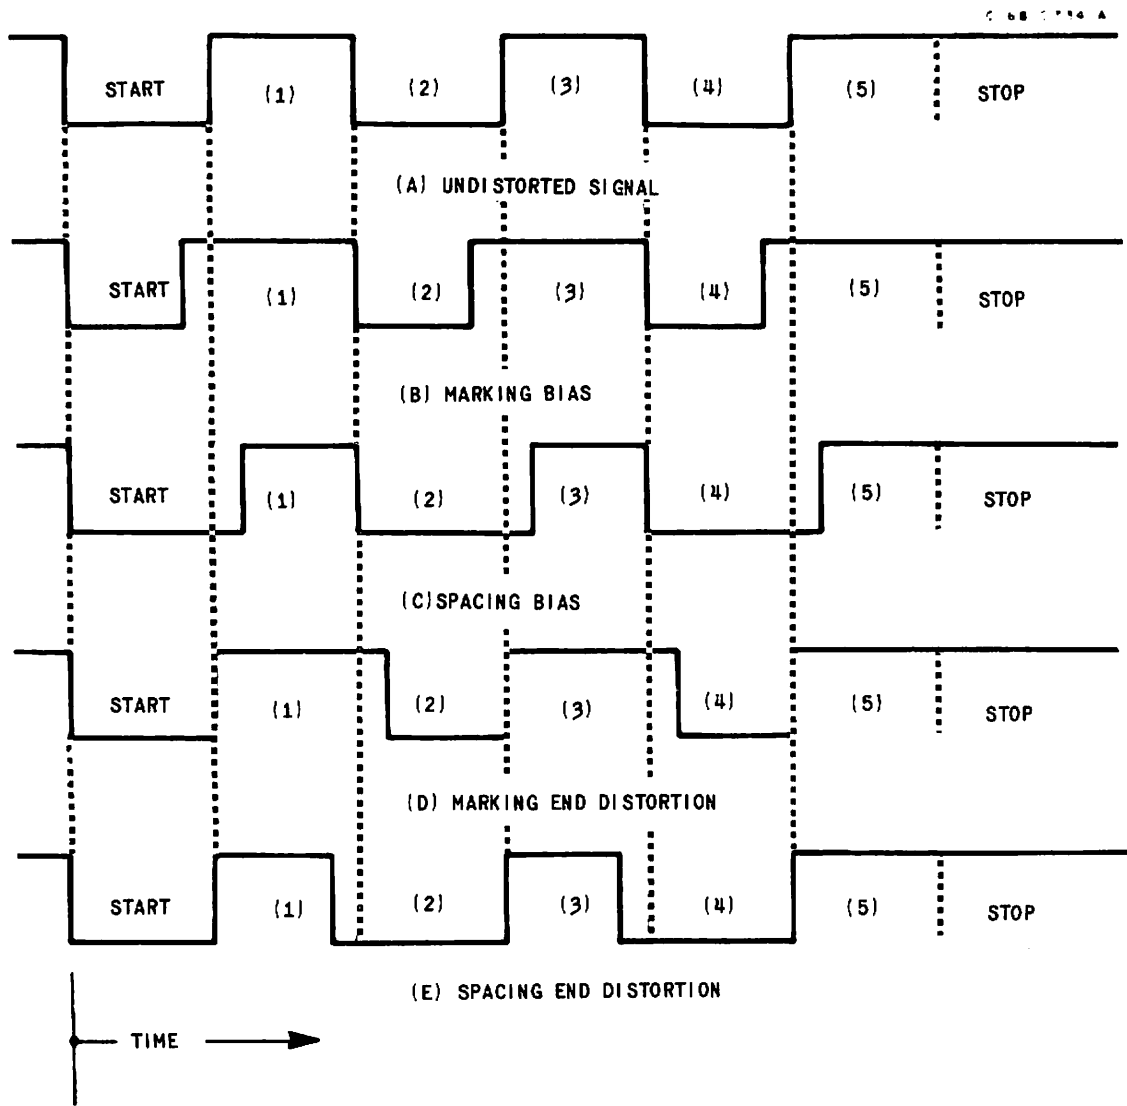 START (1) (2) (3) (4) (5) STOP
(A) UNDISTORTED SIGNAL
START (1) (2) (3) (4) (5) STOP
(B) MARKING BIAS
START (1) (2) (3) (4) (5) STOP
(C) SPACING BIAS
START (1) (2) (3) (4) (5) STOP
(D) MARKING END DISTORTION
START (1) (2) (3) (4) (5) STOP
(E) SPACING END DISTORTION
TIME